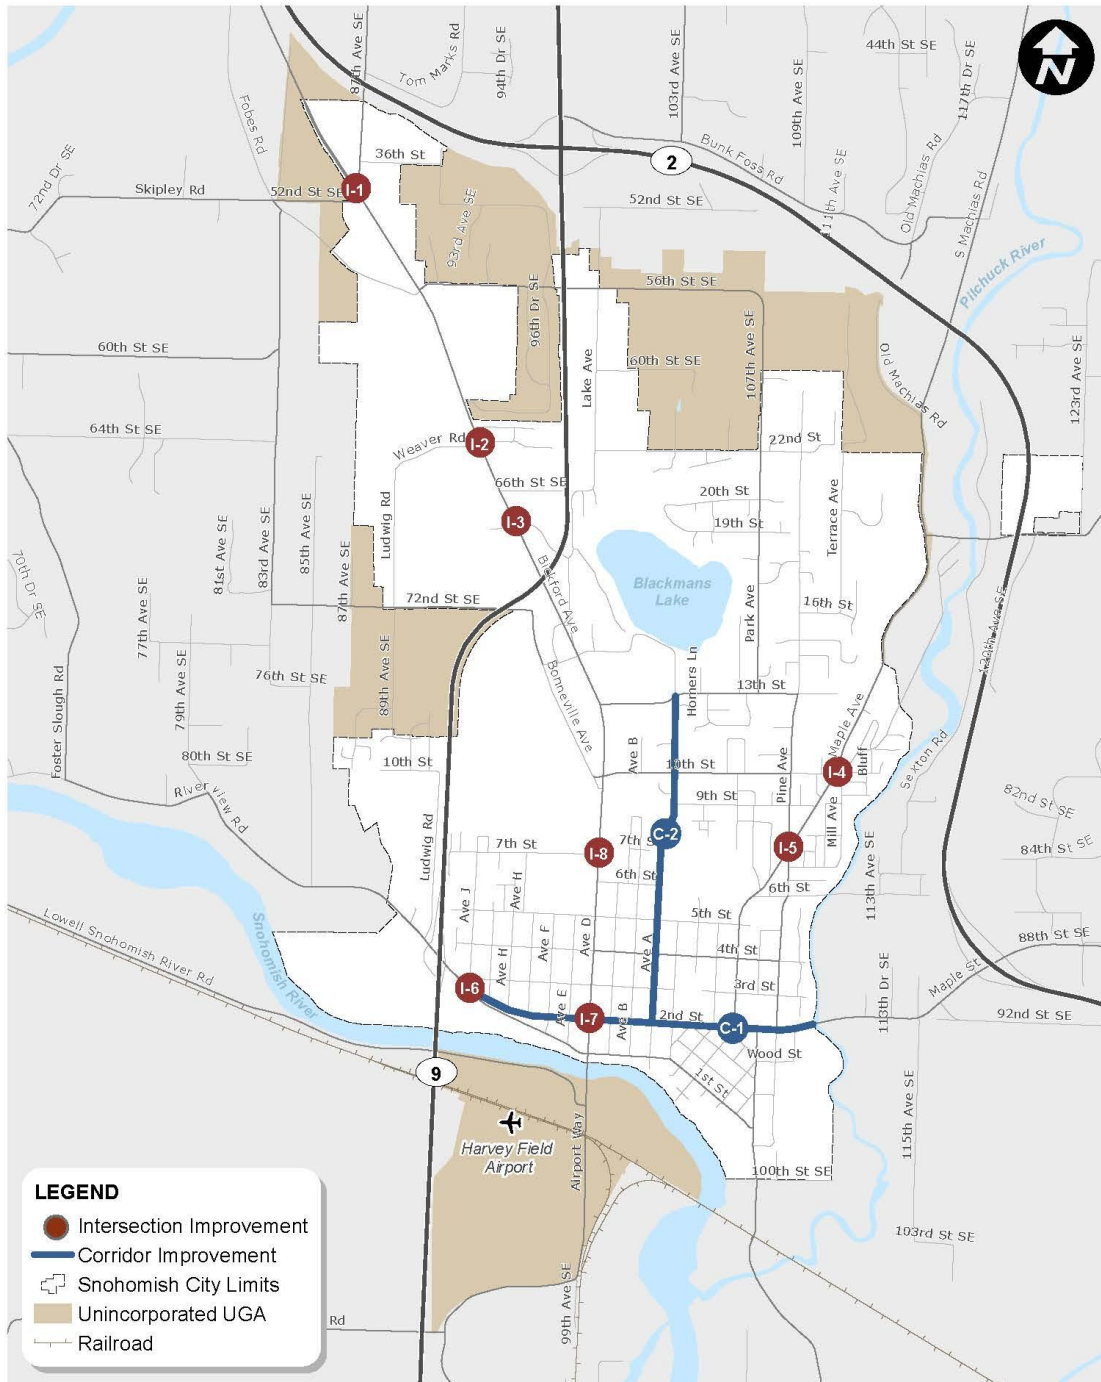 87th Ave SE
Tom Marks Rd
94th Dr SE
103rd Ave SE
44th St SE
117th Dr SE
109th Ave SE
N
Fobes Rd
36th St
2
Bunk Foss Rd
Old Machias Rd
72nd Dr SE
Skipley Rd
52nd St SE
I-1
52nd St SE
111th Ave SE
S Machias Rd
93rd Ave SE
Pilchuck River
56th St SE
96th Dr SE
60th St SE
Lake Ave
60th St SE
107th Ave SE
Old Machias Rd
123rd Ave SE
64th St SE
Weaver Rd
I-2
22nd St
66th St SE
20th St
19th St
Terrace Ave
Ludwig Rd
I-3
81st Ave SE
83rd Ave SE
85th Ave SE
87th Ave SE
70th Dr SE
77th Ave SE
72nd St SE
Bickford Ave
Blackmans
Lake
16th St
Park Ave
120th Ave SE
79th Ave SE
76th St SE
89th Ave SE
Bonneville Ave
Homers Ln
13th St
Foster Slough Rd
80th St SE
10th St
Ave B
10th St
Maple Ave
I-4
Bluff
Sexton Rd
Pine Ave
River view Rd
9th St
Mill Ave
82nd St SE
Ludwig Rd
7th St
I-8
7th St
C-2
I-5
84th St SE
6th St
6th St
113th Ave SE
Ave I
Ave H
5th St
Lowell Snohomish River Rd
Snohomish River
Ave H
Ave F
Ave D
Ave A
4th St
88th St SE
3rd St
113th Dr SE
Maple St
I-6
Ave E
I-7
Ave B
2nd St
C-1
92nd St SE
Wood St
9
1st St
115th Ave SE
Harvey Field
Airport
Airport Way
100th St SE
103rd St SE
99th Ave SE
Rd
LEGEND
Intersection Improvement
Corridor Improvement
Snohomish City Limits
Unincorporated UGA
Railroad